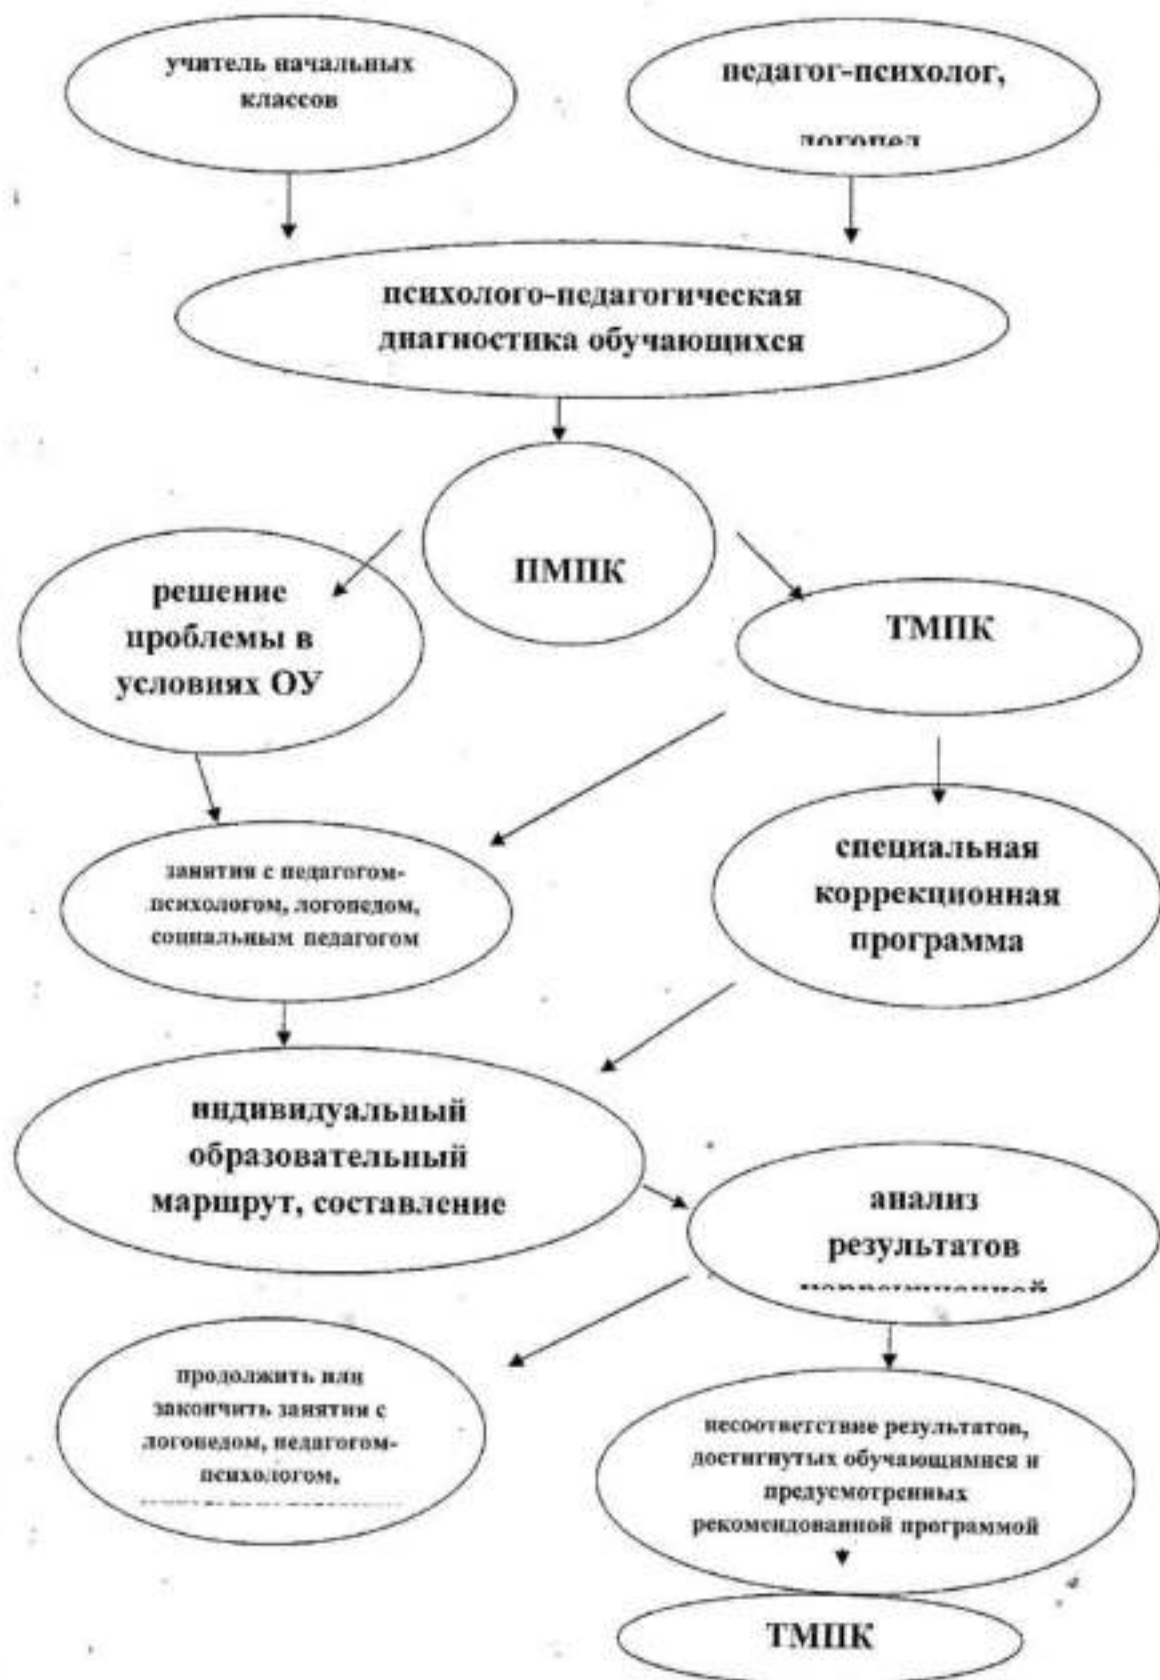 учитель начальных
классов
педагог-психолог,
логопед
психолого-педагогическая
диагностика обучающихся
ПМПК
решение
проблемы в
условиях ОУ
ТМПК
занятия с педагогом-
психологом, логопедом,
социальным педагогом
специальная
коррекционная
программа
индивидуальный
образовательный
маршрут, составление
анализ
результатов
продолжить или
закончить занятия с
логопедом, педагогом-
психологом,
несоответствие результатов,
достигнутых обучающимися и
предусмотренных
рекомендованной программой
ТМПК